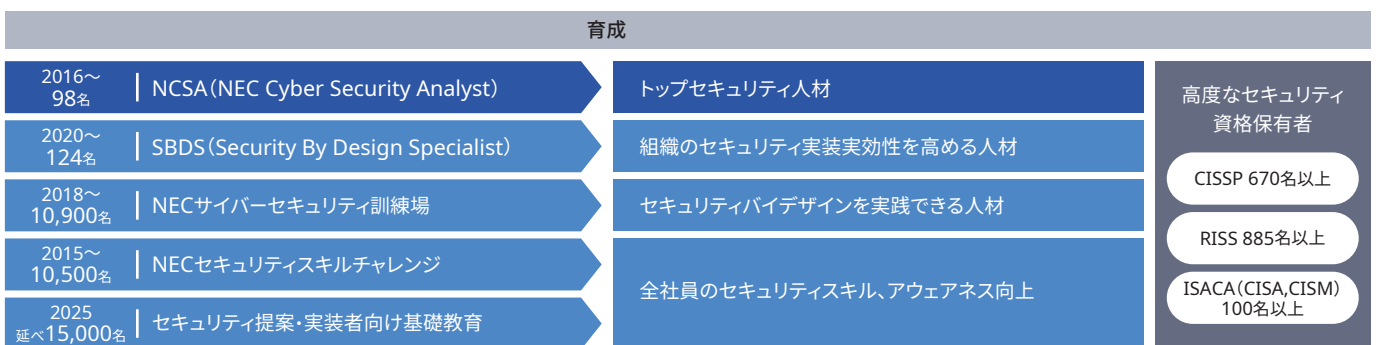 育成
2016～
98名
NCSA（NEC Cyber Security Analyst）
トップセキュリティ人材
2020～
124名
SBDS（Security By Design Specialist）
組織のセキュリティ実装実効性を高める人材
2018～
10,900名
NECサイバーセキュリティ訓練場
セキュリティバイデザインを実践できる人材
2015～
10,500名
NECセキュリティスキルチャレンジ
2025
延べ15,000名
セキュリティ提案・実装者向け基礎教育
全社員のセキュリティスキル、アウェアネス向上
高度なセキュリティ
資格保有者
CISSP 670名以上
RISS 885名以上
ISACA（CISA,CISM）
100名以上